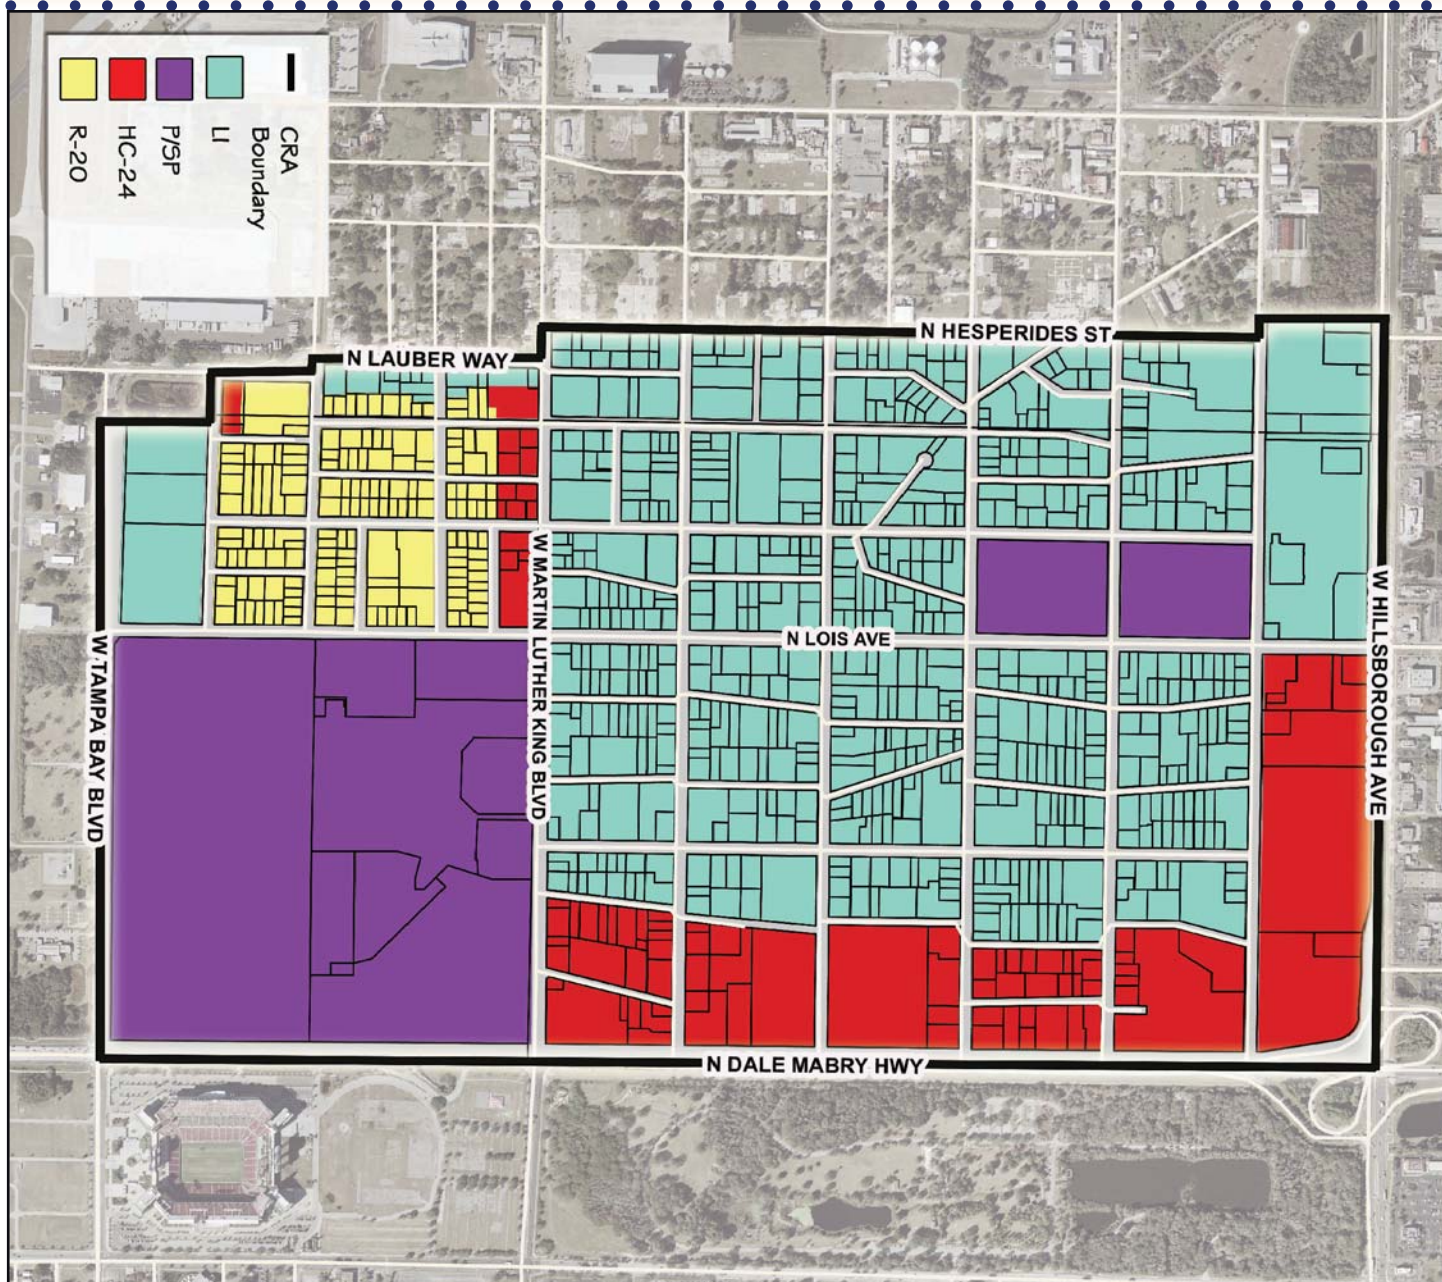 CRA
Boundary
LI
P/SP
HC-24
R-20
N HESPERIDES ST
N LAUBER WAY
W MARTIN LUTHER KING BLVD
W HILLSBOROUGH AVE
N LOIS AVE
W TAMPA BAY BLVD
N DALE MABRY HWY